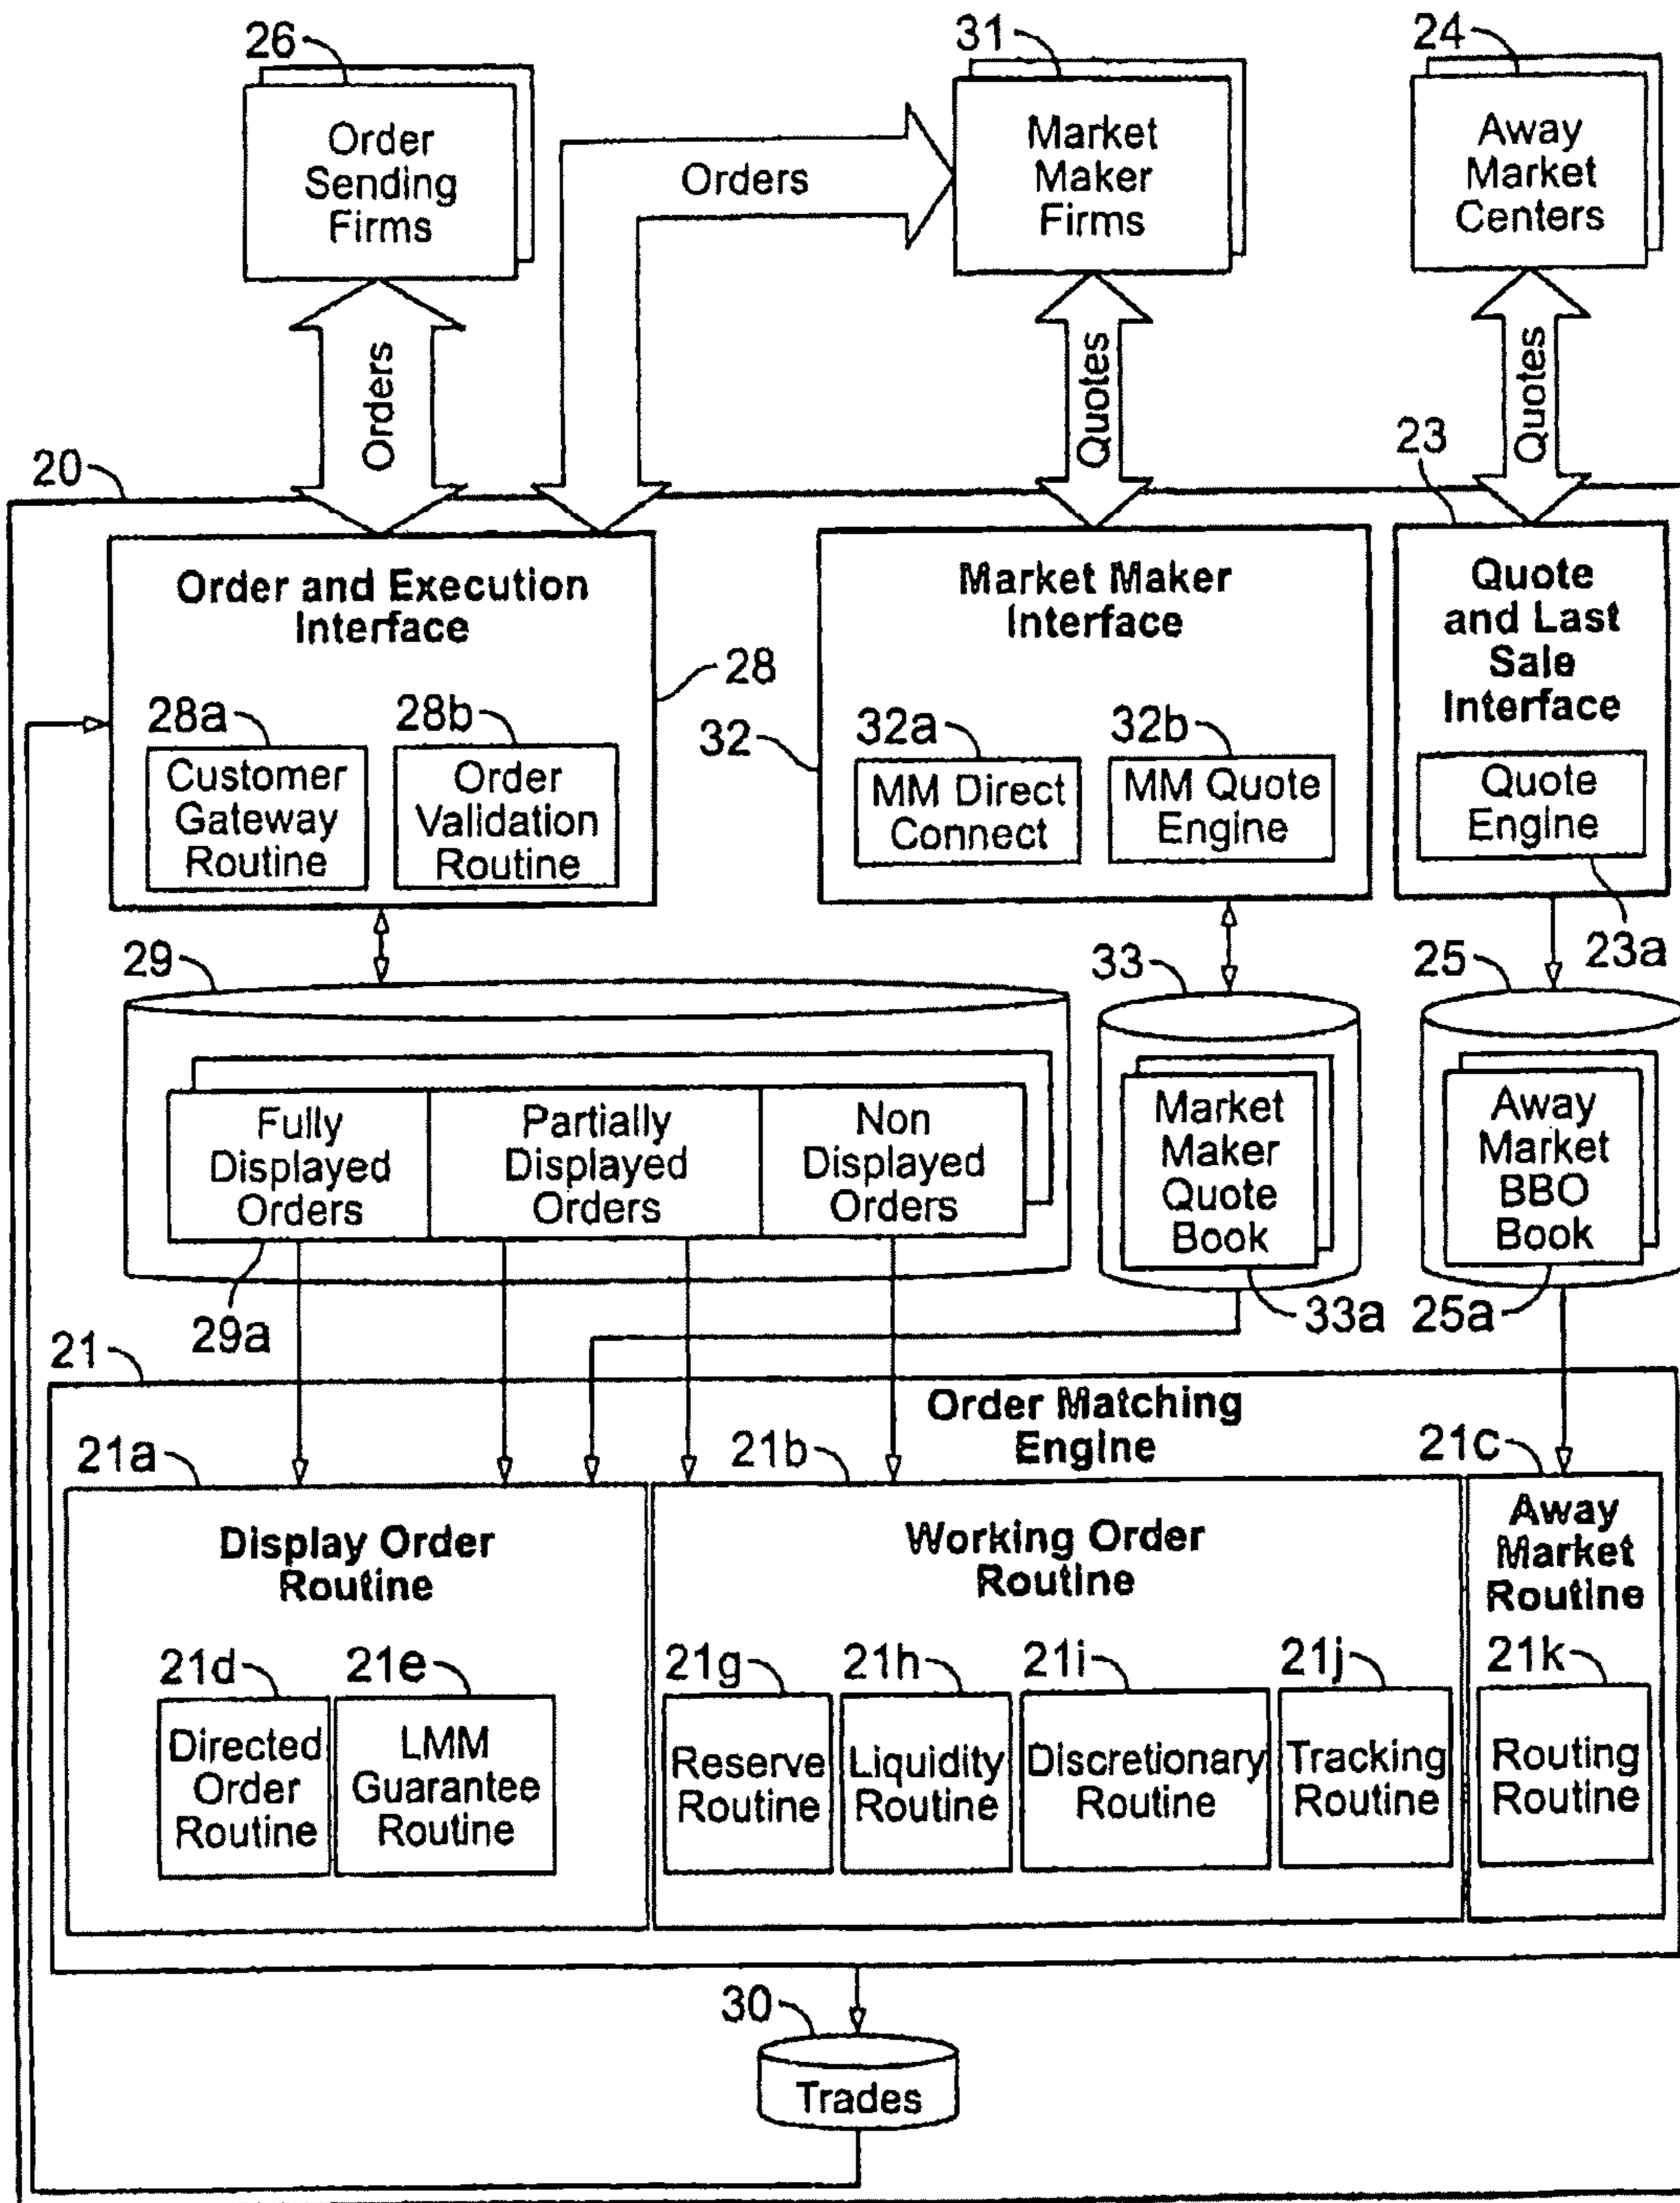 26
31
24
Order
Sending
Firms
Orders
Market
Maker
Firms
Away
Market
Centers
Orders
Quotes
Quotes
20
23
Order and Execution
Interface
28
28a
28b
Customer
Gateway
Routine
Order
Validation
Routine
Market Maker
Interface
32
32a
32b
MM Direct
Connect
MM Quote
Engine
Quote
and Last
Sale
Interface
Quote
Engine
23a
29
33
25
Fully
Displayed
Orders
Partially
Displayed
Orders
Non
Displayed
Orders
29a
Market
Maker
Quote
Book
33a
Away
Market
BBO
Book
25a
21
Order Matching
Engine
21a
21b
21c
Display Order
Routine
21d
21e
Directed
Order
Routine
LMM
Guarantee
Routine
Working Order
Routine
21g
21h
21i
21j
Reserve
Routine
Liquidity
Routine
Discretionary
Routine
Tracking
Routine
Away
Market
Routine
21k
Routing
Routine
30
Trades